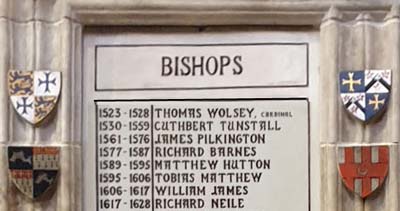 BISHOPS
1523 - 1528 THOMAS WOLSEY, CARDINAL
1530 - 1559 CUTHBERT TUNSTALL
1561 - 1576 JAMES PILKINGTON
1577 - 1587 RICHARD BARNES
1589 - 1595 MATTHEW HUTTON
1595 - 1606 TOBIAS MATTHEW
1606 - 1617 WILLIAM JAMES
1617 - 1628 RICHARD NEILE